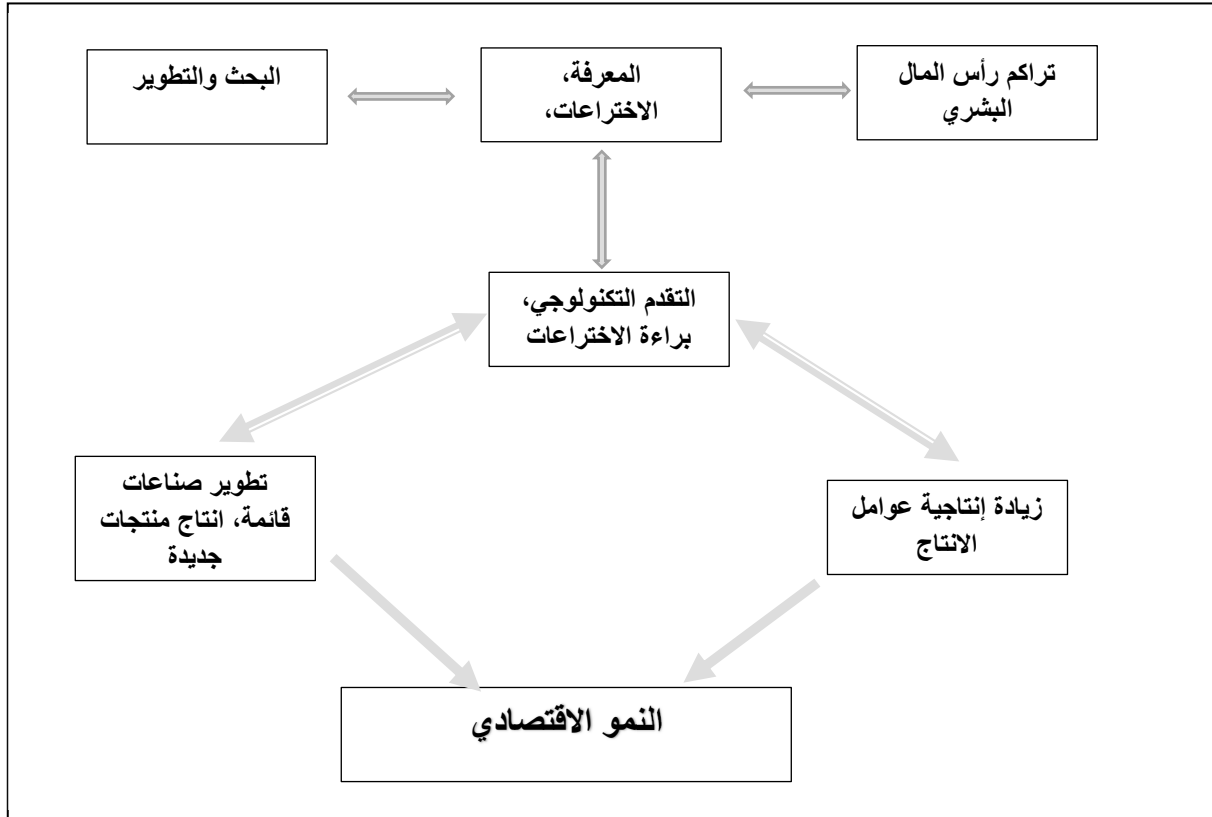 تراكم رأس المال
البشري
المعرفة،
الاختراعات،
البحث والتطوير
التقدم التكنولوجي،
براءة الاختراعات
زيادة إنتاجية عوامل
الانتاج
تطوير صناعات
قائمة، انتاج منتجات
جديدة
النمو الاقتصادي